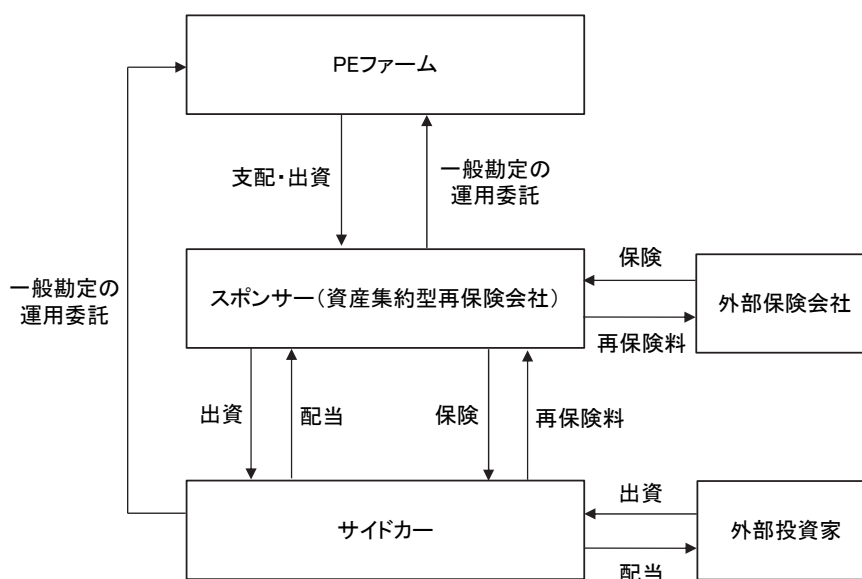 PEファーム
支配・出資
一般勘定の
運用委託
保険
スポンサー（資産集約型再保険会社）
外部保険会社
一般勘定の
運用委託
再保険料
出資
配当
保険
再保険料
出資
サイドカー
外部投資家
配当